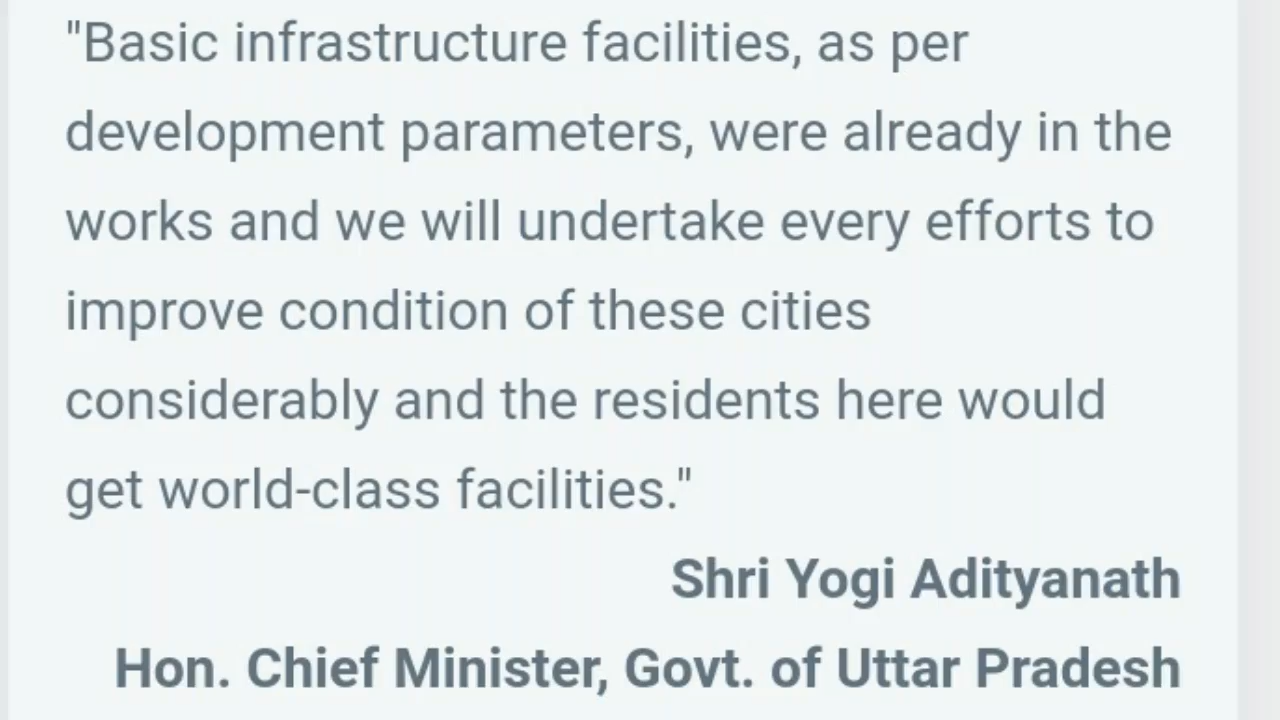 "Basic infrastructure facilities, as per
development parameters, were already in the
works and we will undertake every efforts to
improve condition of these cities
considerably and the residents here would
get world-class facilities."
Shri Yogi Adityanath
Hon. Chief Minister, Govt. of Uttar Pradesh